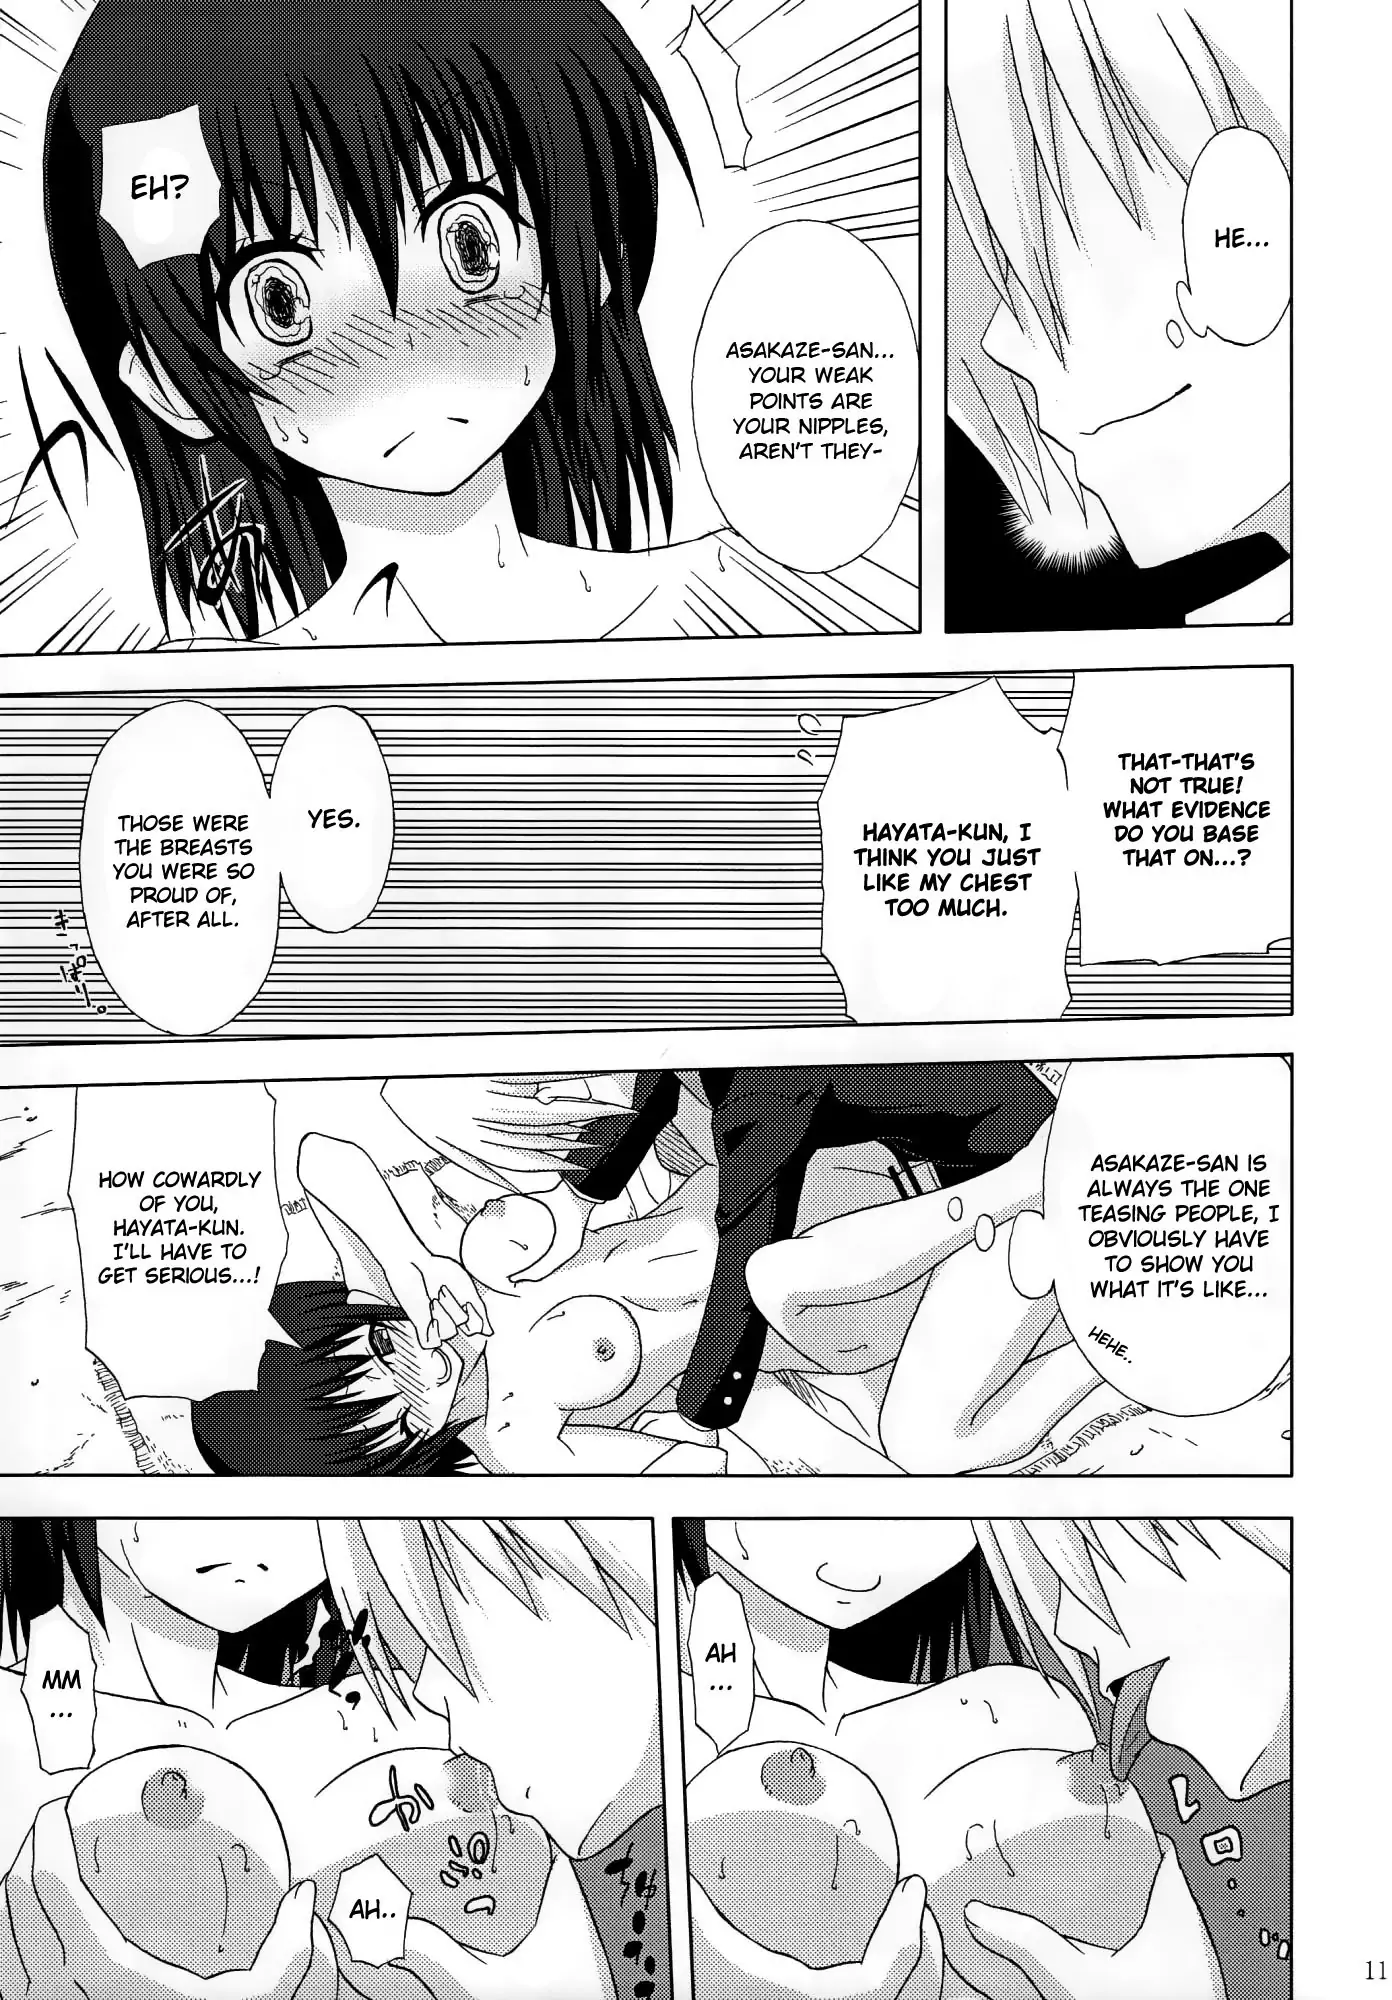 HE...
ASAKAZE-SAN...
YOUR WEAK
POINTS ARE
YOUR NIPPLES,
AREN'T THEY-
EH?
THAT-THAT'S
NOT TRUE!
WHAT EVIDENCE
DO YOU BASE
THAT ON...?
HAYATA-KUN, I
THINK YOU JUST
LIKE MY CHEST
TOO MUCH.
YES.
THOSE WERE
THE BREASTS
YOU WERE SO
PROUD OF,
AFTER ALL.
きっぱり。
ASAKAZE-SAN IS
ALWAYS THE ONE
TEASING PEOPLE, I
OBVIOUSLY HAVE
TO SHOW YOU
WHAT IT'S LIKE...
HEHE..
HOW COWARDLY
OF YOU,
HAYATA-KUN.
I'LL HAVE TO
GET SERIOUS...!
AH
...
MM
...
AH..
11